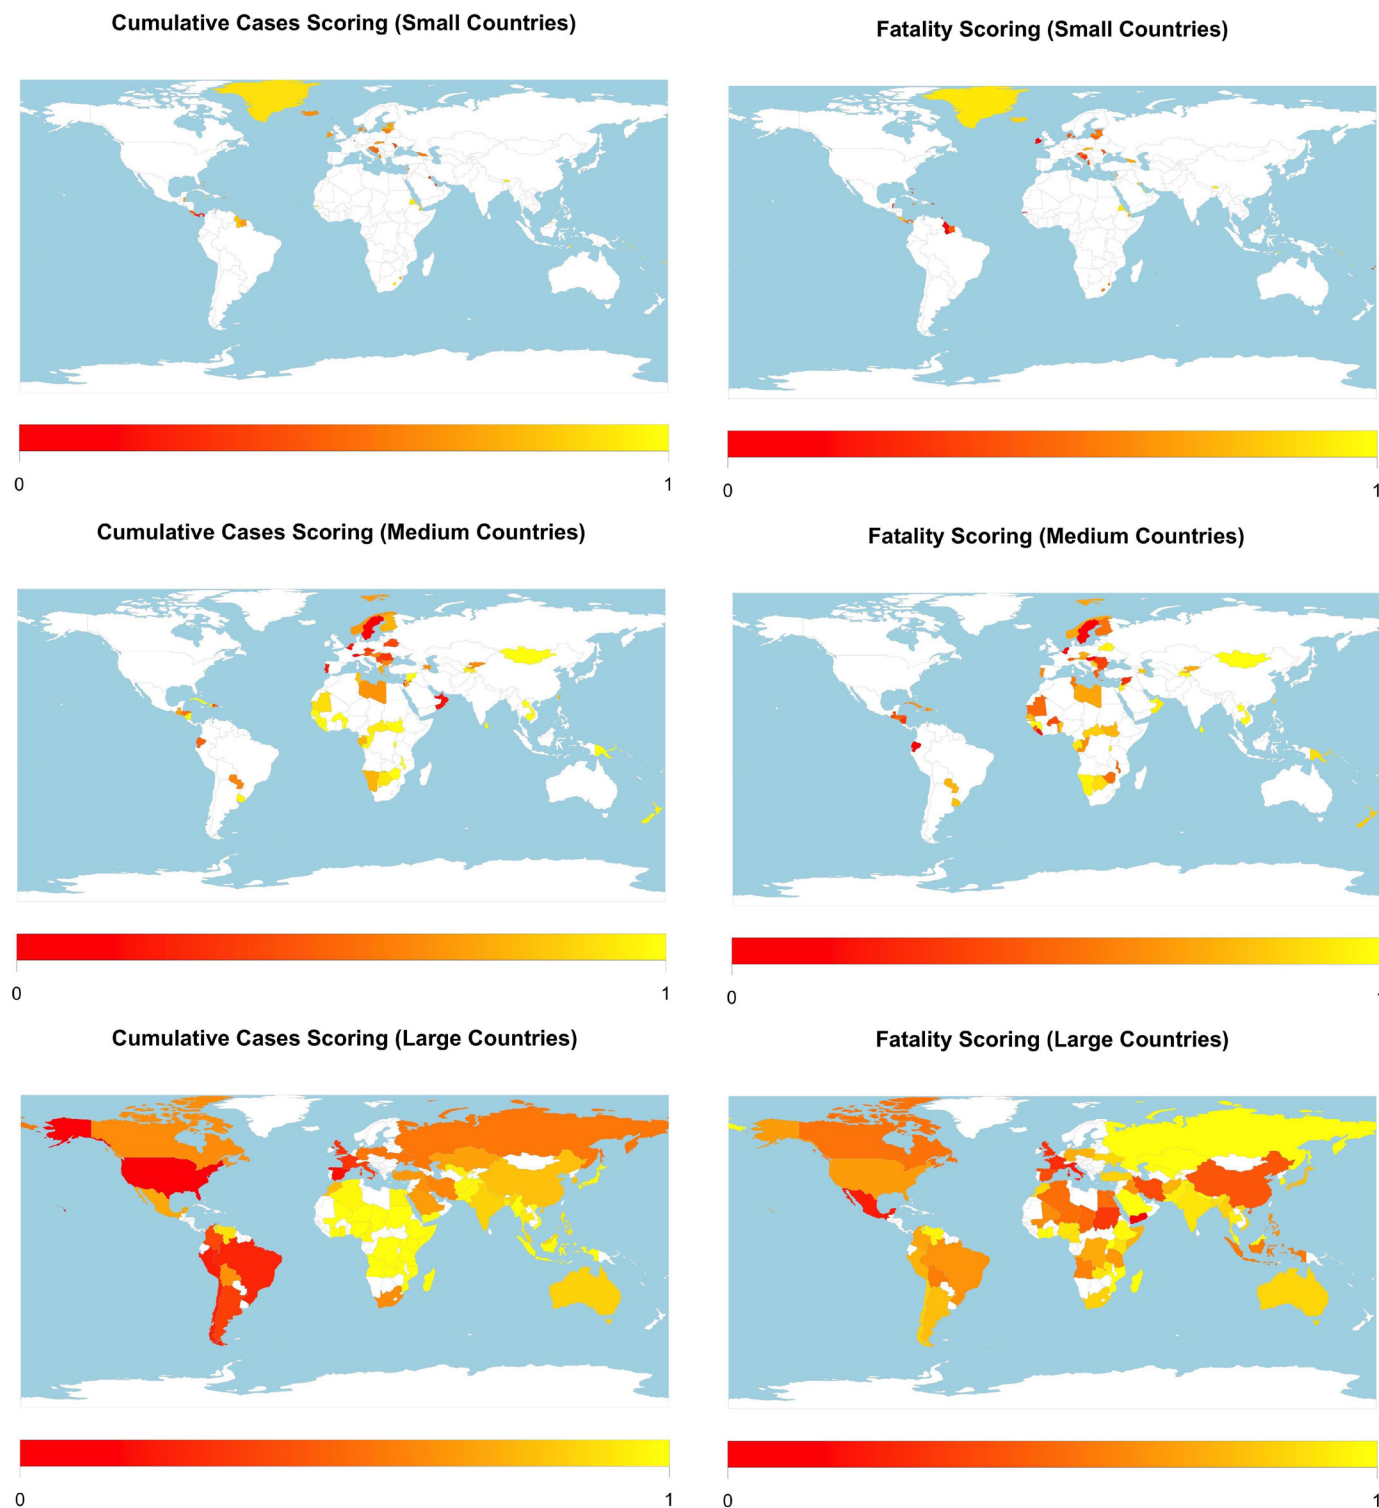 Cumulative Cases Scoring (Small Countries)
Fatality Scoring (Small Countries)
0 1
0 1
Cumulative Cases Scoring (Medium Countries)
Fatality Scoring (Medium Countries)
0 1
0
Cumulative Cases Scoring (Large Countries)
Fatality Scoring (Large Countries)
0 1
0 1